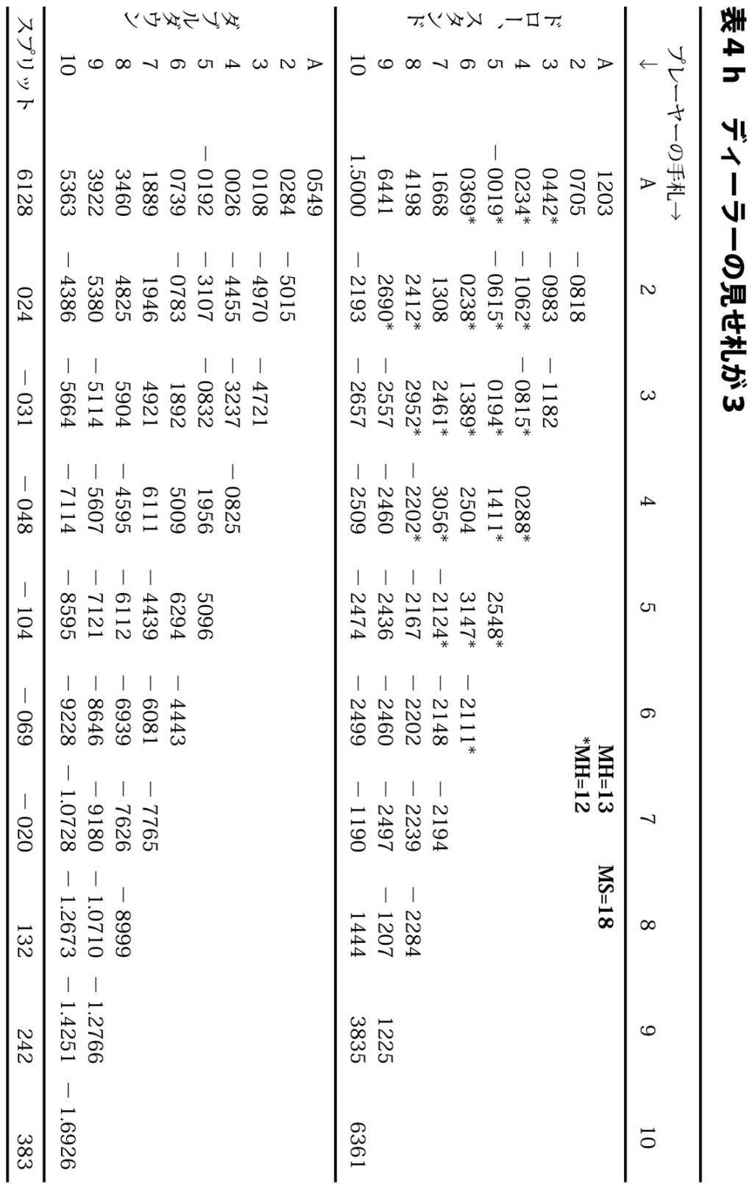 表4h ディーラーの見せ札が3
プレーヤーの手札→
↓ A 2 3 4 5 6 7 8 9 10
MH=13 MS=18
*MH=12
ドロー、スタンド
A 1203
2 0705 −0818
3 0442* −0983 −1182
4 0234* −1062* −0815* 0288*
5 −0019* −0615* 0194* 1411* 2548*
6 0369* 0238* 1389* 2504 3147* −2111*
7 1668 1308 2461* 3056* −2124* −2148 −2194
8 4198 2412* 2952* −2202* −2167 −2202 −2239 −2284
9 6441 2690* −2557 −2460 −2436 −2460 −2497 −1207 1225
10 1.5000 −2193 −2657 −2509 −2474 −2499 −1190 1444 3835 6361
ダブルダウン
A 0549
2 0284 −5015
3 0108 −4970 −4721
4 0026 −4455 −3237 −0825
5 −0192 −3107 −0832 1956 5096
6 0739 −0783 1892 5009 6294 −4443
7 1889 1946 4921 6111 −4439 −6081 −7765
8 3460 4825 5904 −4595 −6112 −6939 −7626 −8999
9 3922 5380 −5114 −5607 −7121 −8646 −9180 −1.0710 −1.2766
10 5363 −4386 −5664 −7114 −8595 −9228 −1.0728 −1.2673 −1.4251 −1.6926
スプリット 6128 024 −031 −048 −104 −069 −020 132 242 383